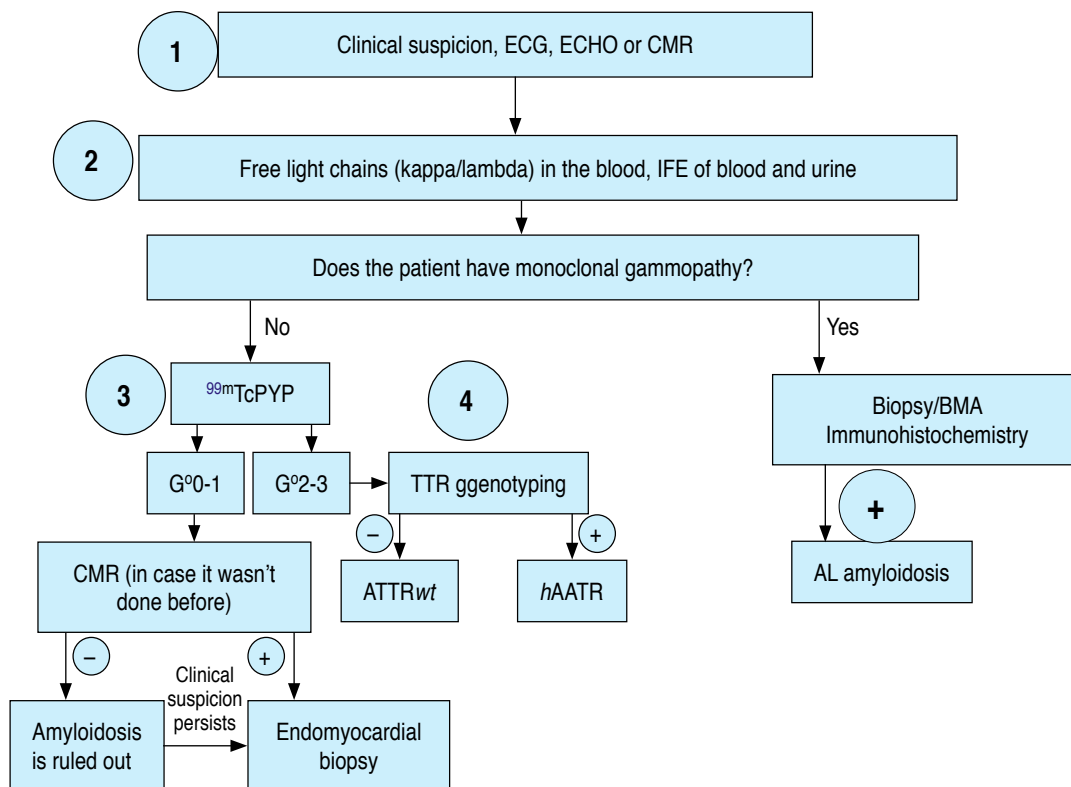 1
Clinical suspicion, ECG, ECHO or CMR
2
Free light chains (kappa/lambda) in the blood, IFE of blood and urine
Does the patient have monoclonal gammopathy?
No
Yes
3
99mTcPYP
4
Biopsy/BMA
Immunohistochemistry
Gº0-1
Gº2-3
TTR ggenotyping
–
+
+
CMR (in case it wasn't
done before)
ATTRwt
hAATR
AL amyloidosis
–
+
Clinical
suspicion
persists
Amyloidosis
is ruled out
Endomyocardial
biopsy